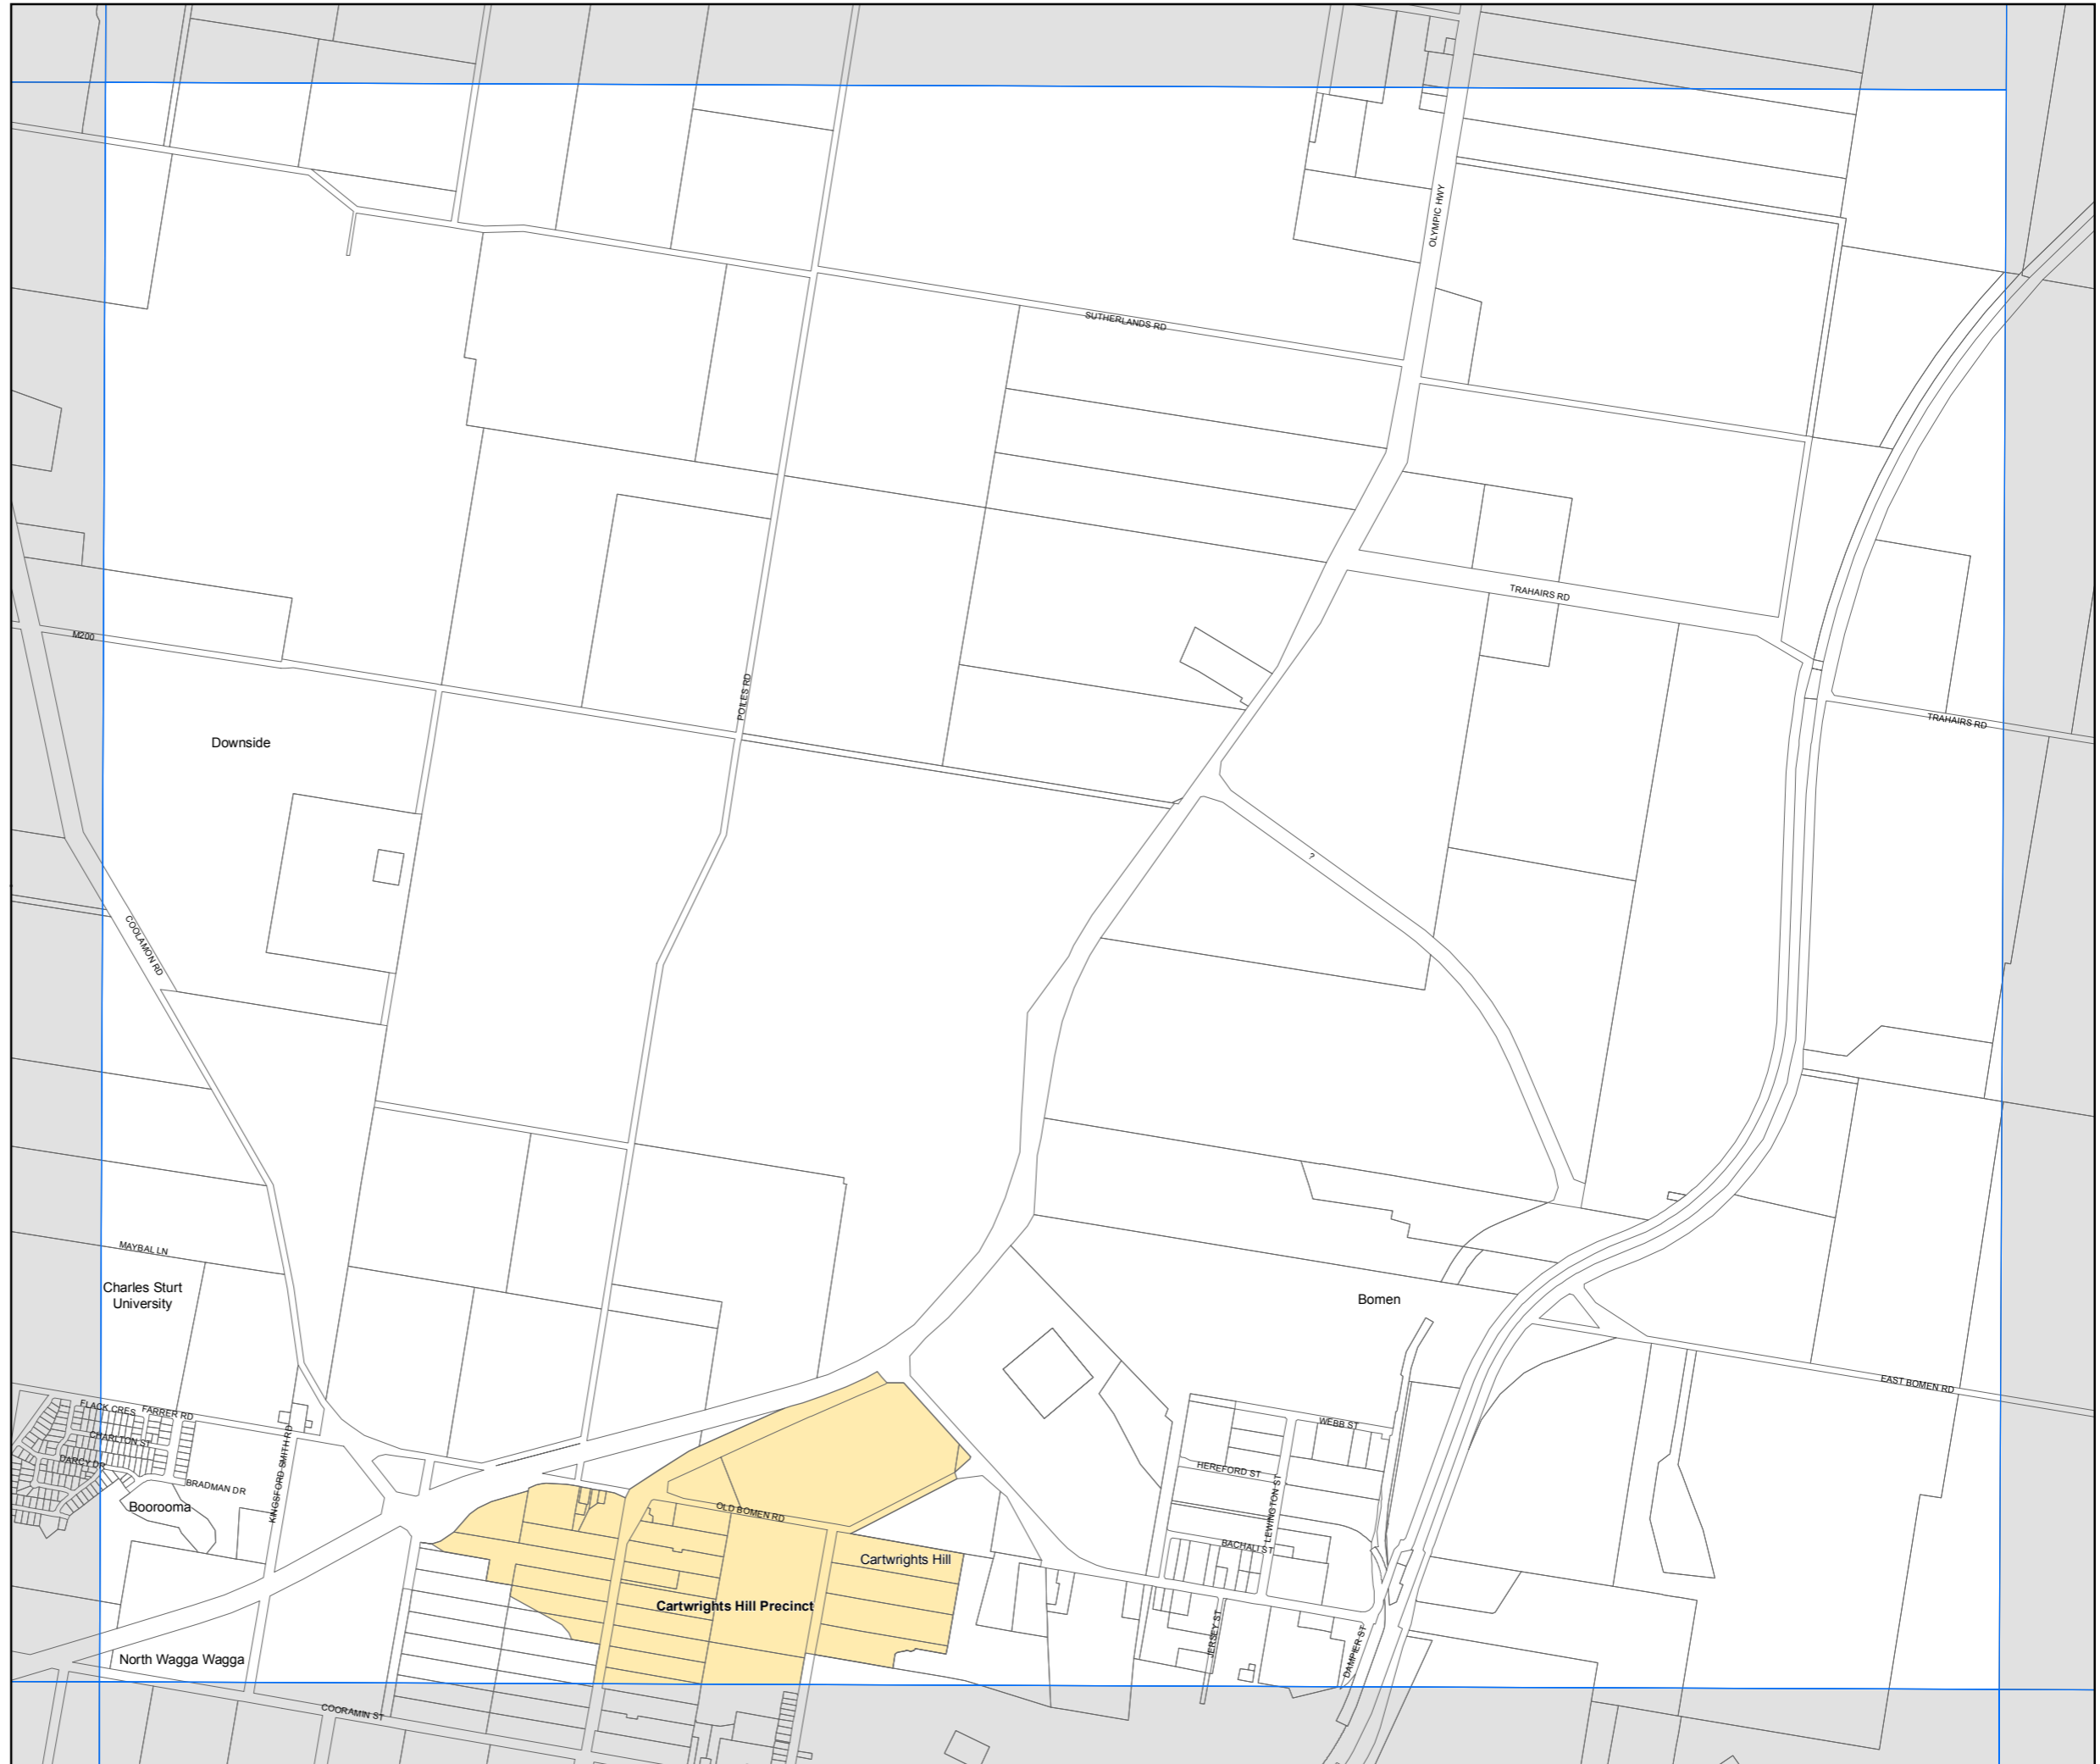 OLYMPIC HWY
SUTHERLANDS RD
TRAHAIRS RD
M200
POILES RD
TRAHAIRS RD
Downside
?
COOLAMON RD
MAYBAL LN
Charles Sturt
University
Bomen
EAST BOMEN RD
FLACK CRES
FARRER RD
CHARLTON ST
DARCY DR
BRADMAN DR
KINGSFORD SMITH RD
Boorooma
WEBB ST
HEREFORD ST
LEWINGTON ST
OLD BOMEN RD
BACHALI ST
Cartwrights Hill
Cartwrights Hill Precinct
JERSEY ST
DAMPIER ST
North Wagga Wagga
COORAMIN ST